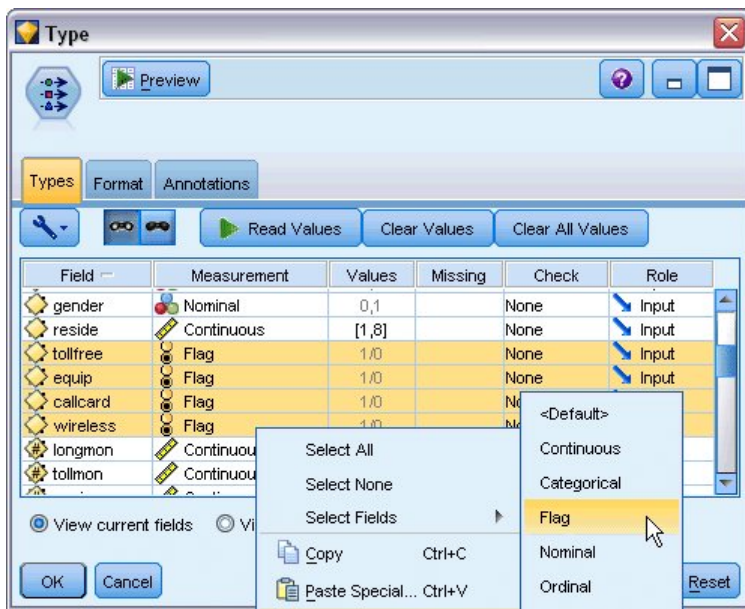 Type
Preview
Types Format Annotations
Read Values Clear Values Clear All Values
Field Measurement Values Missing Check Role
gender Nominal 0,1 None Input
reside Continuous [1,8] None Input
tollfree Flag 1/0 None Input
equip Flag 1/0 None Input
callcard Flag 1/0
wireless Flag 1/0
longmon
tollmon
Select All
Select None
Select Fields
Copy Ctrl+C
Paste Special... Ctrl+V
<Default>
Continuous
Categorical
Flag
Nominal
Ordinal
View current fields
OK Cancel Reset